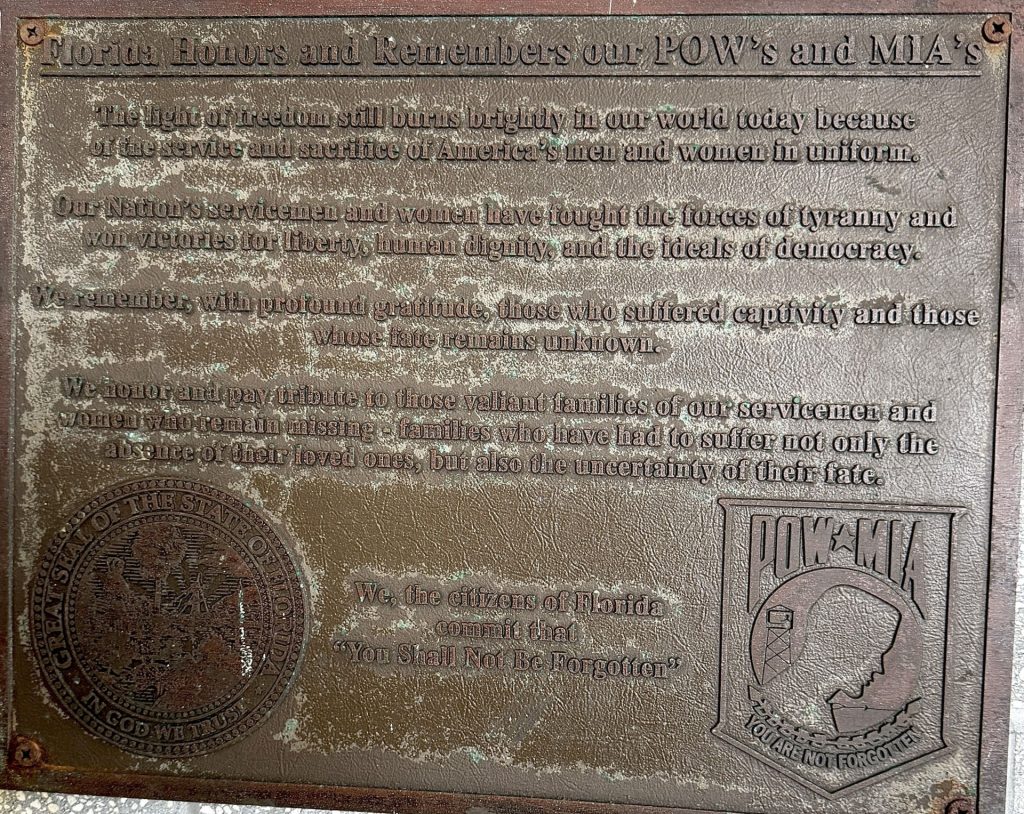 Florida Honors and Remembers our POW's and MIA's
The light of freedom still burns brightly in our world today because
of the service and sacrifice of America's men and women in uniform.
Our Nation's servicemen and women have fought the forces of tyranny and
won victories for liberty, human dignity, and the ideals of democracy.
We remember, with profound gratitude, those who suffered captivity and those
whose fate remains unknown.
We honor and pay tribute to those valiant families of our servicemen and
women who remain missing - families who have had to suffer not only the
absence of their loved ones, but also the uncertainty of their fate.
GREAT SEAL OF THE STATE OF FLORIDA
IN GOD WE TRUST
We, the citizens of Florida
commit that
"You Shall Not Be Forgotten"
POW★MIA
YOU ARE NOT FORGOTTEN